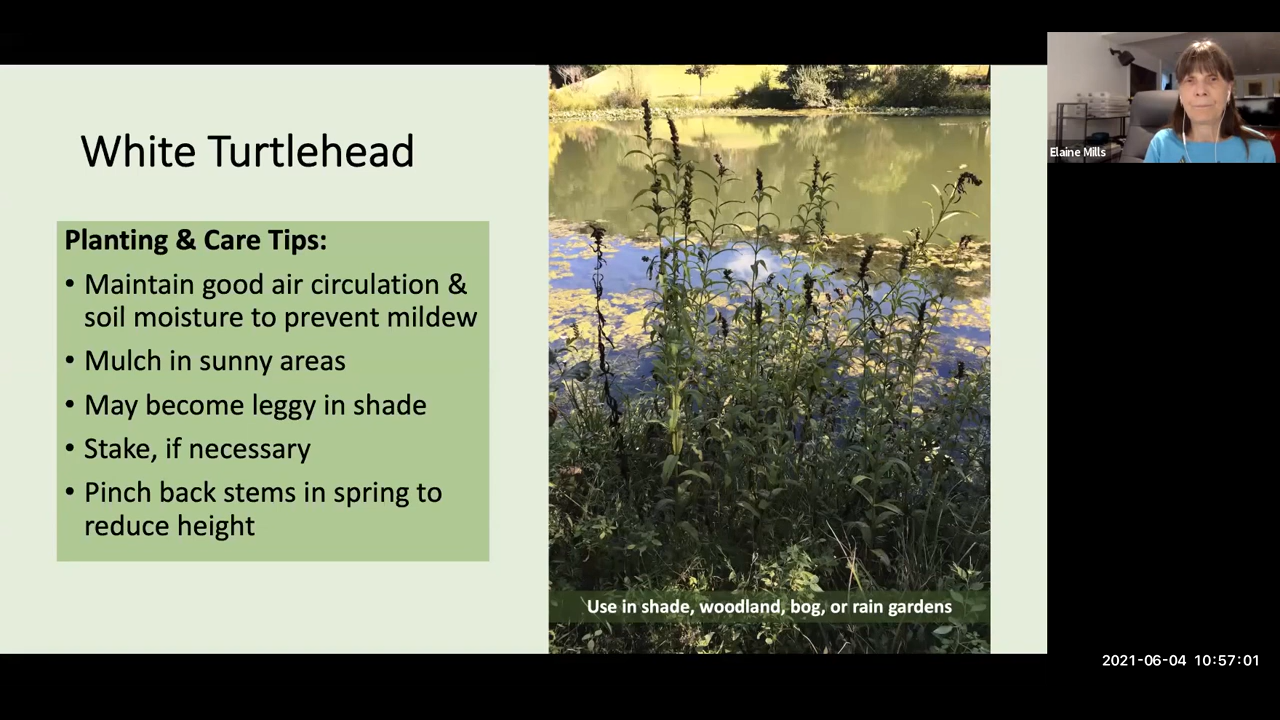 White Turtlehead
Planting & Care Tips:
• Maintain good air circulation &
soil moisture to prevent mildew
• Mulch in sunny areas
• May become leggy in shade
• Stake, if necessary
• Pinch back stems in spring to
reduce height
Use in shade, woodland, bog, or rain gardens
Elaine Mills
2021-06-04 10:57:01